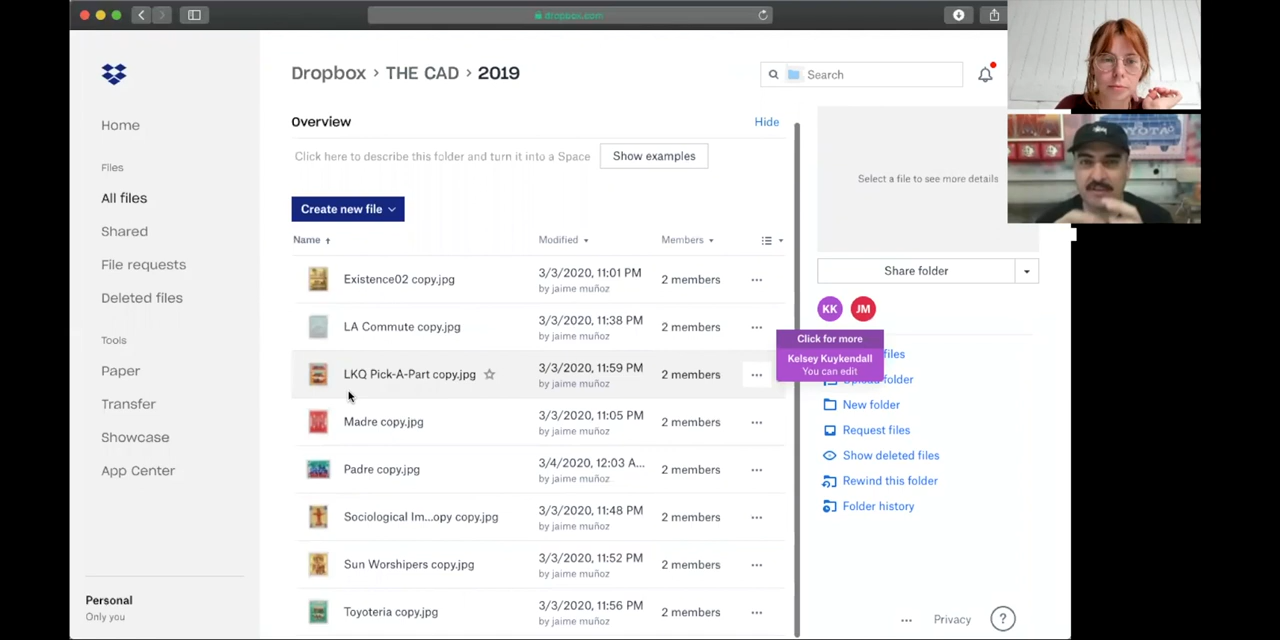 dropbox.com
Dropbox > THE CAD > 2019
Search
Home
Files
All files
Shared
File requests
Deleted files
Tools
Paper
Transfer
Showcase
App Center
Personal
Only you
Overview
Hide
Click here to describe this folder and turn it into a Space
Show examples
Create new file
Name
Modified
Members
Existence02 copy.jpg
3/3/2020, 11:01 PM
by jaime muñoz
2 members
LA Commute copy.jpg
3/3/2020, 11:38 PM
by jaime muñoz
2 members
LKQ Pick-A-Part copy.jpg
3/3/2020, 11:59 PM
by jaime muñoz
2 members
Madre copy.jpg
3/3/2020, 11:05 PM
by jaime muñoz
2 members
Padre copy.jpg
3/4/2020, 12:03 A...
by jaime muñoz
2 members
Sociological Im...opy copy.jpg
3/3/2020, 11:48 PM
by jaime muñoz
2 members
Sun Worshipers copy.jpg
3/3/2020, 11:52 PM
by jaime muñoz
2 members
Toyoteria copy.jpg
3/3/2020, 11:56 PM
by jaime muñoz
2 members
Select a file to see more details
Share folder
KK
JM
Click for more
Kelsey Kuykendall
You can edit
files
folder
New folder
Request files
Show deleted files
Rewind this folder
Folder history
Privacy
?